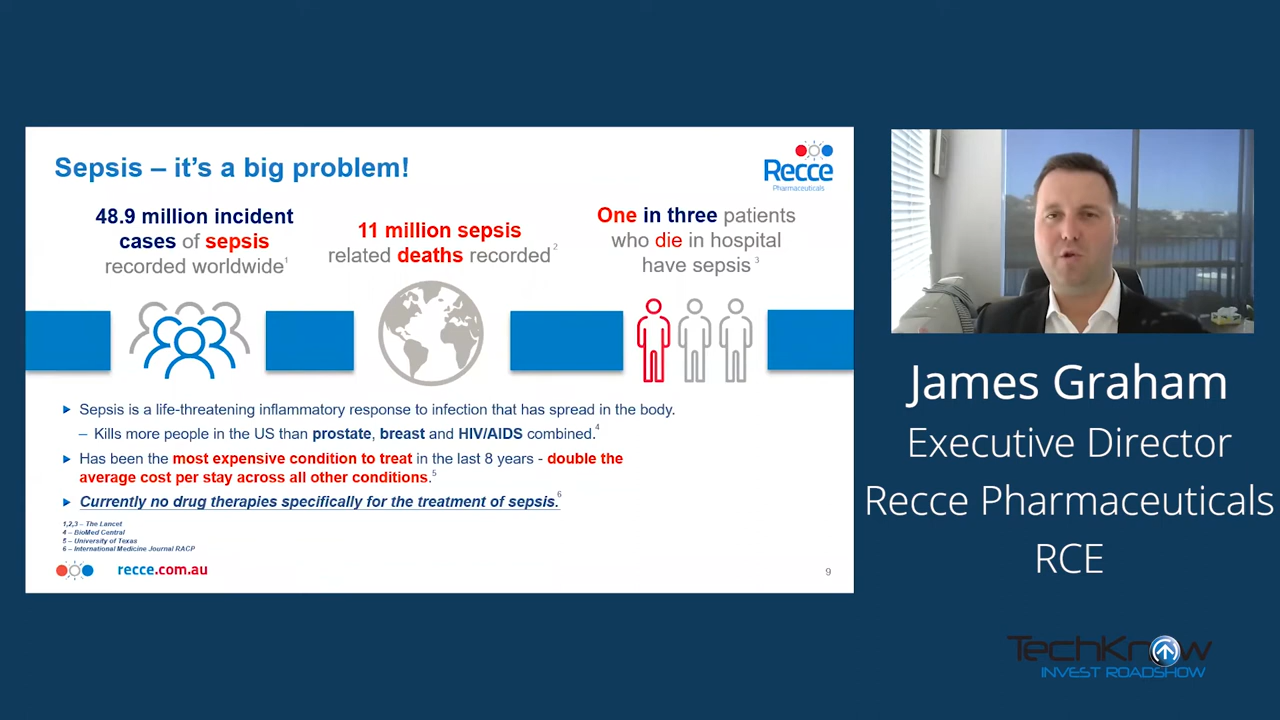 Sepsis – it's a big problem!
Recce
Pharmaceuticals
48.9 million incident
cases of sepsis
recorded worldwide1
11 million sepsis
related deaths recorded2
One in three patients
who die in hospital
have sepsis 3
► Sepsis is a life-threatening inflammatory response to infection that has spread in the body.
– Kills more people in the US than prostate, breast and HIV/AIDS combined.4
► Has been the most expensive condition to treat in the last 8 years - double the
average cost per stay across all other conditions.5
► Currently no drug therapies specifically for the treatment of sepsis.6
1,2,3 – The Lancet
4 – BioMed Central
5 – University of Texas
6 – International Medicine Journal RACP
recce.com.au
9
James Graham
Executive Director
Recce Pharmaceuticals
RCE
TechKnow
INVEST ROADSHOW